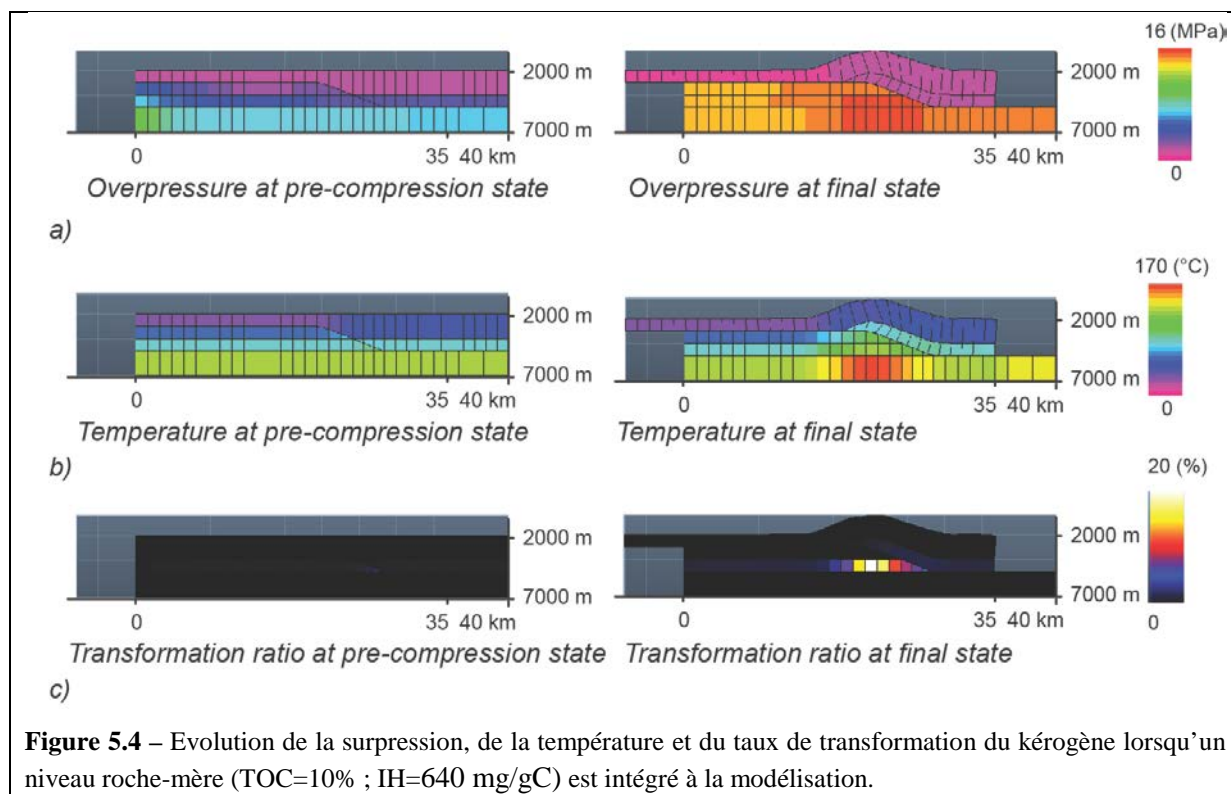 16 (MPa)
2000 m
7000 m
0
35 40 km
Overpressure at pre-compression state
2000 m
7000 m
0
35 40 km
Overpressure at final state
0
a)
170 (°C)
2000 m
7000 m
0
35 40 km
Temperature at pre-compression state
2000 m
7000 m
0
35 40 km
Temperature at final state
0
b)
20 (%)
2000 m
7000 m
0
35 40 km
Transformation ratio at pre-compression state
2000 m
7000 m
0
35 40 km
Transformation ratio at final state
0
c)
Figure 5.4 – Evolution de la surpression, de la température et du taux de transformation du kérogène lorsqu'un
niveau roche-mère (TOC=10% ; IH=640 mg/gC) est intégré à la modélisation.